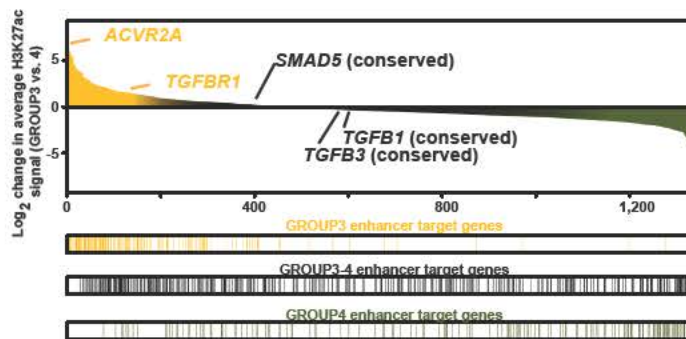 Log2 change in average H3K27ac
signal (GROUP3 vs. 4)
5
0
-5
ACVR2A
TGFBR1
SMAD5 (conserved)
TGFB1 (conserved)
TGFB3 (conserved)
0 400 800 1,200
GROUP3 enhancer target genes
GROUP3-4 enhancer target genes
GROUP4 enhancer target genes